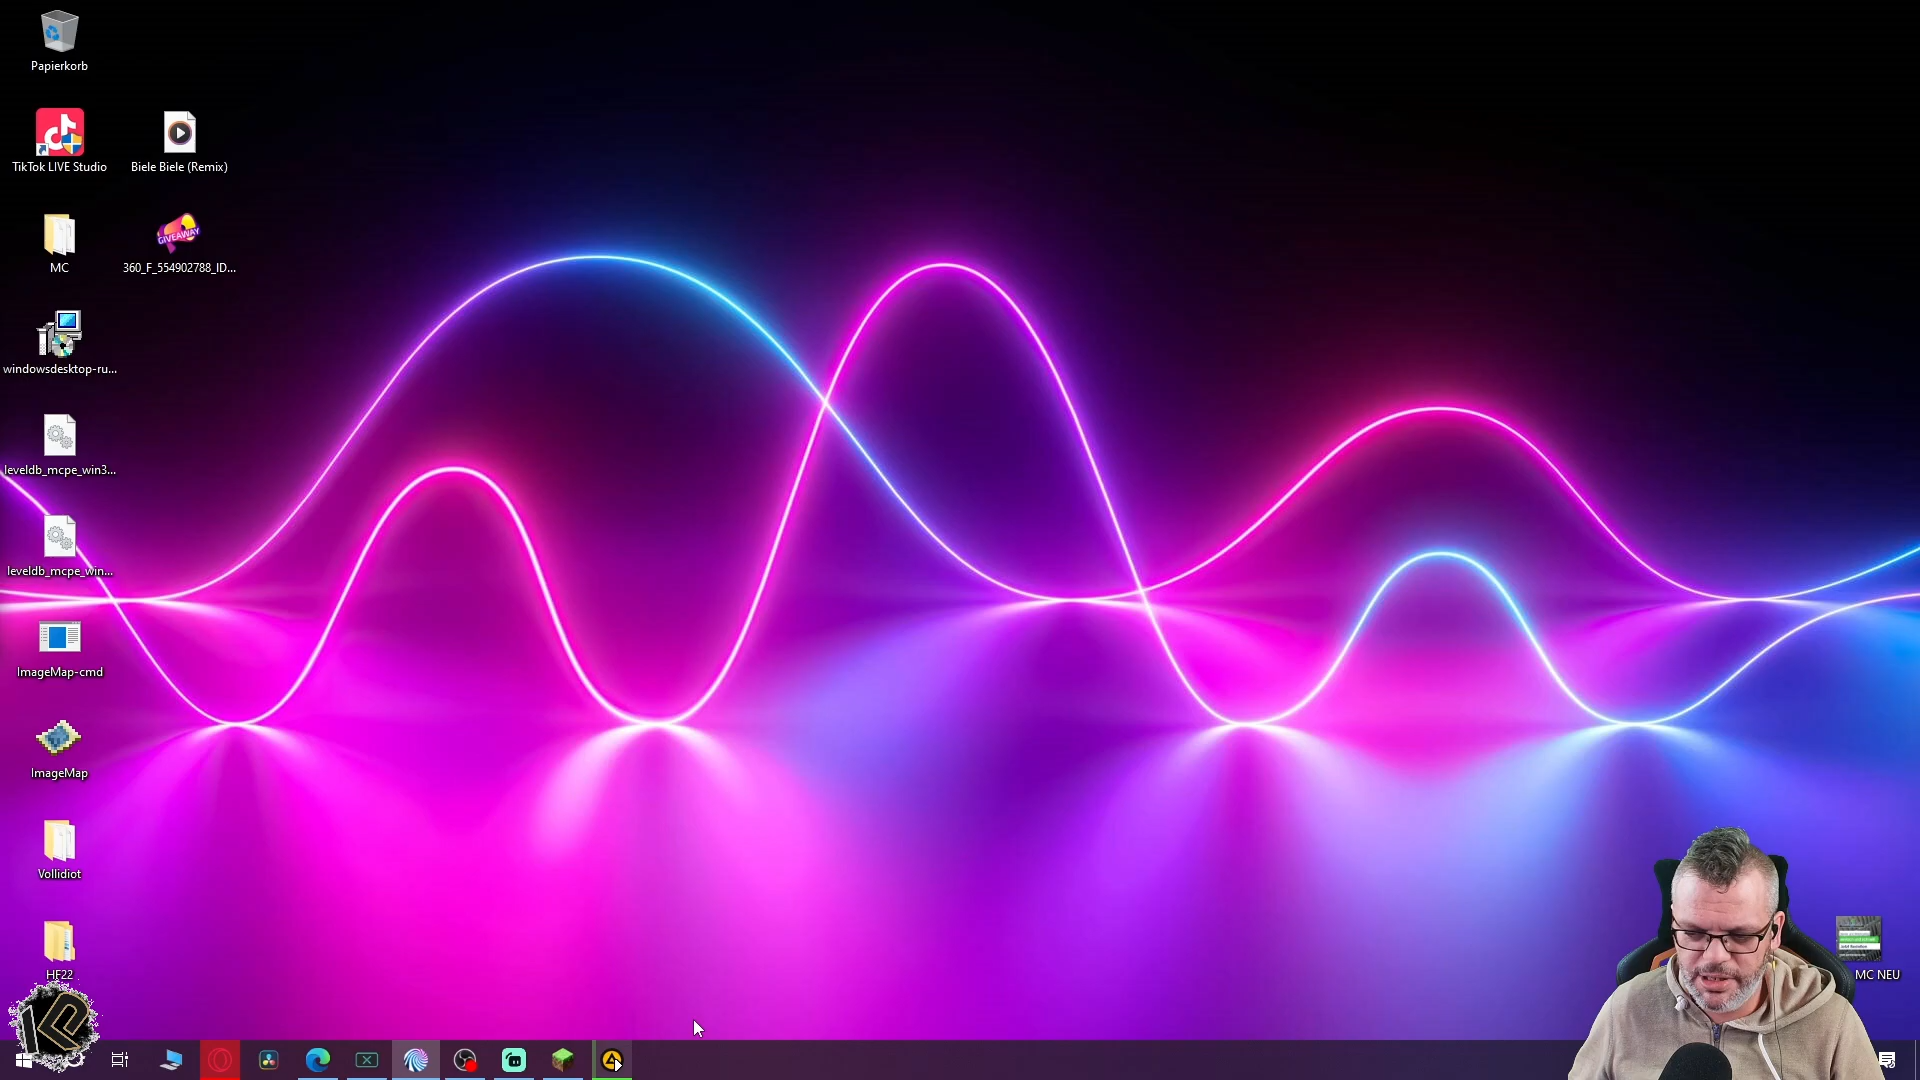 Papierkorb
TikTok LIVE Studio
Biele Biele (Remix)
MC
GIVEAWAY
360_F_554902788_ID...
windowsdesktop-ru...
leveldb_mcpe_win3...
leveldb_mcpe_win...
ImageMap-cmd
ImageMap
Vollidiot
HF22
MC NEU